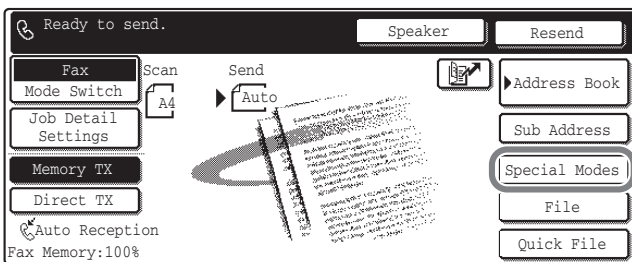 Ready to send.
Speaker
Resend
Fax
Mode Switch
Scan
A4
Send
Auto
Address Book
Job Detail
Settings
Sub Address
Memory TX
Special Modes
Direct TX
File
Auto Reception
Fax Memory:100%
Quick File